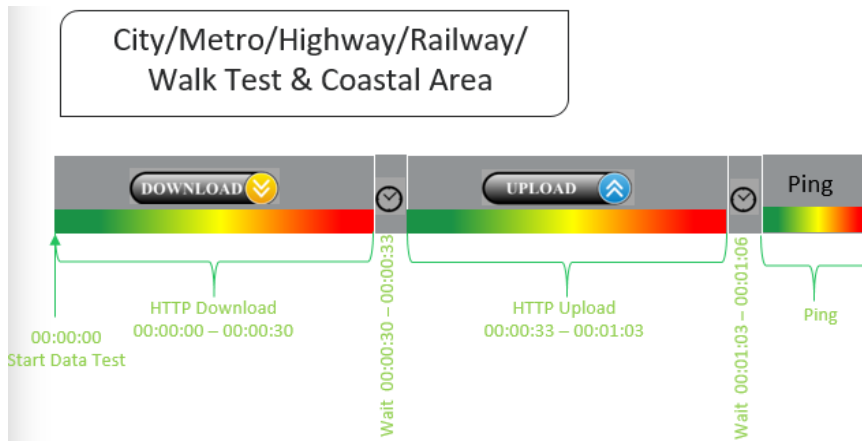 City/Metro/Highway/Railway/
Walk Test & Coastal Area
DOWNLOAD
UPLOAD
Ping
HTTP Download
00:00:00 – 00:00:30
Wait 00:00:30 – 00:00:33
HTTP Upload
00:00:33 – 00:01:03
Wait 00:01:03 – 00:01:06
Ping
00:00:00
Start Data Test